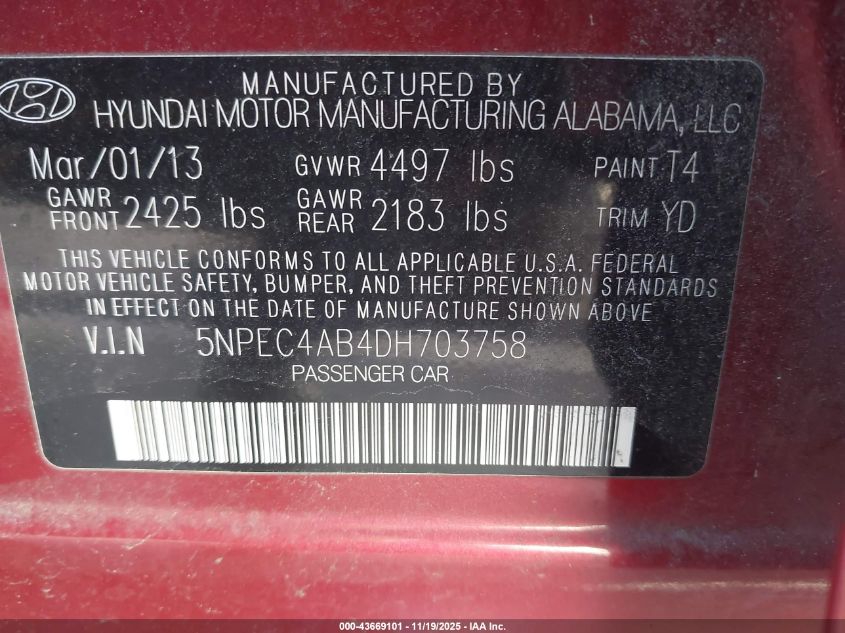 MANUFACTURED BY
HYUNDAI MOTOR MANUFACTURING ALABAMA, LLC
Mar/01/13 GVWR 4497 lbs PAINT T4
GAWR FRONT 2425 lbs GAWR REAR 2183 lbs TRIM YD
THIS VEHICLE CONFORMS TO ALL APPLICABLE U.S.A. FEDERAL
MOTOR VEHICLE SAFETY, BUMPER, AND THEFT PREVENTION STANDARDS
IN EFFECT ON THE DATE OF MANUFACTURE SHOWN ABOVE
V.I.N 5NPEC4AB4DH703758
PASSENGER CAR
000-43669101 - 11/19/2025 - IAA Inc.